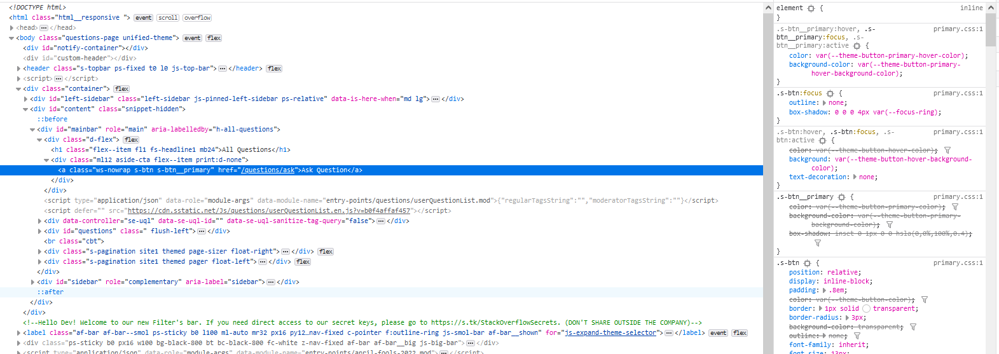 <!DOCTYPE html>
<html class="html__responsive "> event scroll overflow
<head> ••• </head>
<body class="questions-page unified-theme"> event flex
<div id="notify-container"></div>
<div id="custom-header"></div>
<header class="s-topbar ps-fixed t0 l0 js-top-bar"> ••• </header> flex
<script> ••• </script>
<div class="container"> flex
<div id="left-sidebar" class="left-sidebar js-pinned-left-sidebar ps-relative" data-is-here-when="md lg"> ••• </div>
<div id="content" class="snippet-hidden">
::before
<div id="mainbar" role="main" aria-labelledby="h-all-questions">
<div class="d-flex"> flex
<h1 class="flex--item fl1 fs-headline1 mb24">All Questions</h1>
<div class="ml12 aside-cta flex--item print:d-none">
<a class="ws-nowrap s-btn s-btn__primary" href="/questions/ask">Ask Question</a>
</div>
</div>
<script type="application/json" data-role="module-args" data-module-name="entry-points/questions/userQuestionList.mod">{"regularTagsString":"","moderatorTagsString":""}</script>
<script defer="" src="https://cdn.sstatic.net/Js/questions/userQuestionList.en.js?v=b0f4affaf457"></script>
<div data-controller="se-uql" data-se-uql-id="" data-se-uql-sanitize-tag-query="false"> ••• </div>
<div id="questions" class=" flush-left"> ••• </div>
<br class="cbt">
<div class="s-pagination site1 themed page-sizer float-right"> ••• </div> flex
<div class="s-pagination site1 themed pager float-left"> ••• </div> flex
</div>
<div id="sidebar" role="complementary" aria-label="sidebar"> ••• </div>
::after
</div>
</div>
<!--Hello Dev! Welcome to our new Filter's bar. If you need direct access to our secret keys, please go to https://s.tk/StackOverflowSecrets. (DON'T SHARE OUTSIDE THE COMPANY)-->
<label class="af-bar af-bar--smol ps-sticky b0 l100 ml-auto mr32 px16 py12…nav-fixed c-pointer f:outline-ring js-smol-bar af-bar__shown" for="js-expand-theme-selector"> ••• </label> event flex
<div class="ps-sticky b0 px16 w100 bg-black-800 bt bc-black-800 fc-white z-nav-fixed af-bar af-bar__big js-big-bar"> ••• </div>
<script type="application/json" data-role="module-args" data-module-name="entry-points/april-fools-2022.mod"> ••• </script>
element { inline
}
.s-btn__primary:hover, .s- primary.css:1
btn__primary:focus, .s-
btn__primary:active {
color: var(--theme-button-primary-hover-color);
background-color: var(--theme-button-primary-
hover-background-color);
}
.s-btn:focus { primary.css:1
outline: none;
box-shadow: 0 0 0 4px var(--focus-ring);
}
.s-btn:hover, .s-btn:focus, .s- primary.css:1
btn:active {
color: var(--theme-button-hover-color);
background: var(--theme-button-hover-background-
color);
text-decoration: none;
}
.s-btn__primary { primary.css:1
color: var(--theme-button-primary-color);
background-color: var(--theme-button-primary-
background-color);
box-shadow: inset 0 1px 0 0 hsla(0,0%,100%,0.4);
}
.s-btn { primary.css:1
position: relative;
display: inline-block;
padding: .8em;
color: var(--theme-button-color);
border: 1px solid transparent;
border-radius: 3px;
background-color: transparent;
outline: none;
font-family: inherit;
font-size: 13px;